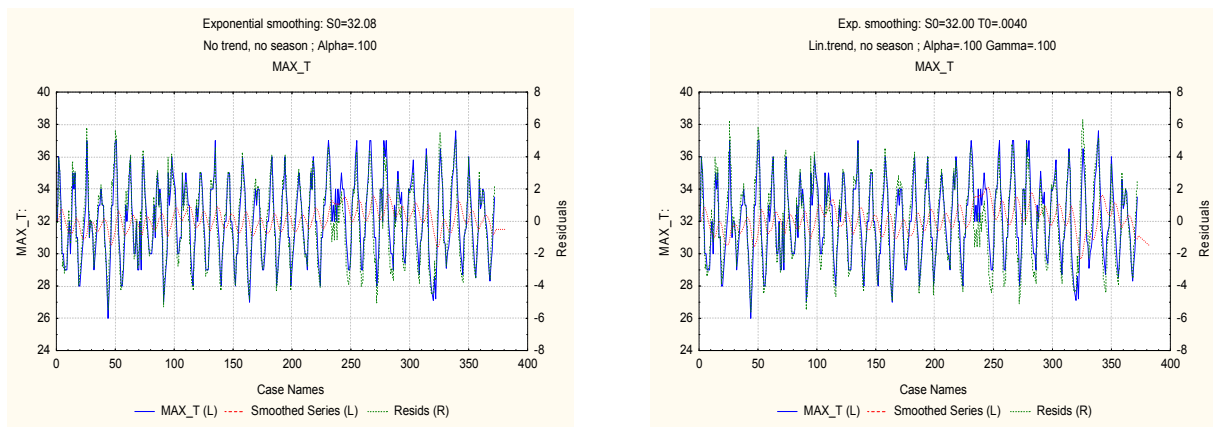 Exponential smoothing: S0=32.08
No trend, no season ; Alpha=.100
MAX_T
40
38
36
34
32
30
28
26
24
MAX_T:
8
6
4
2
0
-2
-4
-6
-8
Residuals
0 50 100 150 200 250 300 350 400
Case Names
MAX_T (L) Smoothed Series (L) Resids (R)
Exp. smoothing: S0=32.00 T0=.0040
Lin.trend, no season ; Alpha=.100 Gamma=.100
MAX_T
40
38
36
34
32
30
28
26
24
MAX_T:
8
6
4
2
0
-2
-4
-6
-8
Residuals
0 50 100 150 200 250 300 350 400
Case Names
MAX_T (L) Smoothed Series (L) Resids (R)